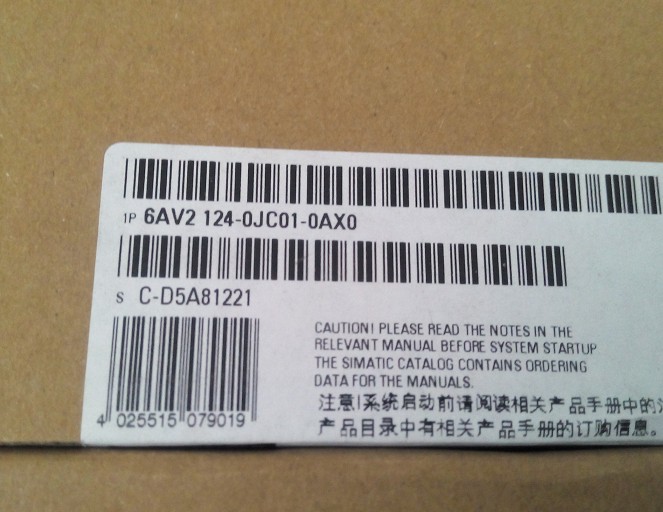 1P 6AV2 124-0JC01-0AX0
S C-D5A81221
CAUTION! PLEASE READ THE NOTES IN THE
RELEVANT MANUAL BEFORE SYSTEM STARTUP
THE SIMATIC CATALOG CONTAINS ORDERING
DATA FOR THE MANUALS.
注意!系统启动前请阅读相关产品手册中的注
产品目录中有相关产品手册的订购信息。
4 025515 079019